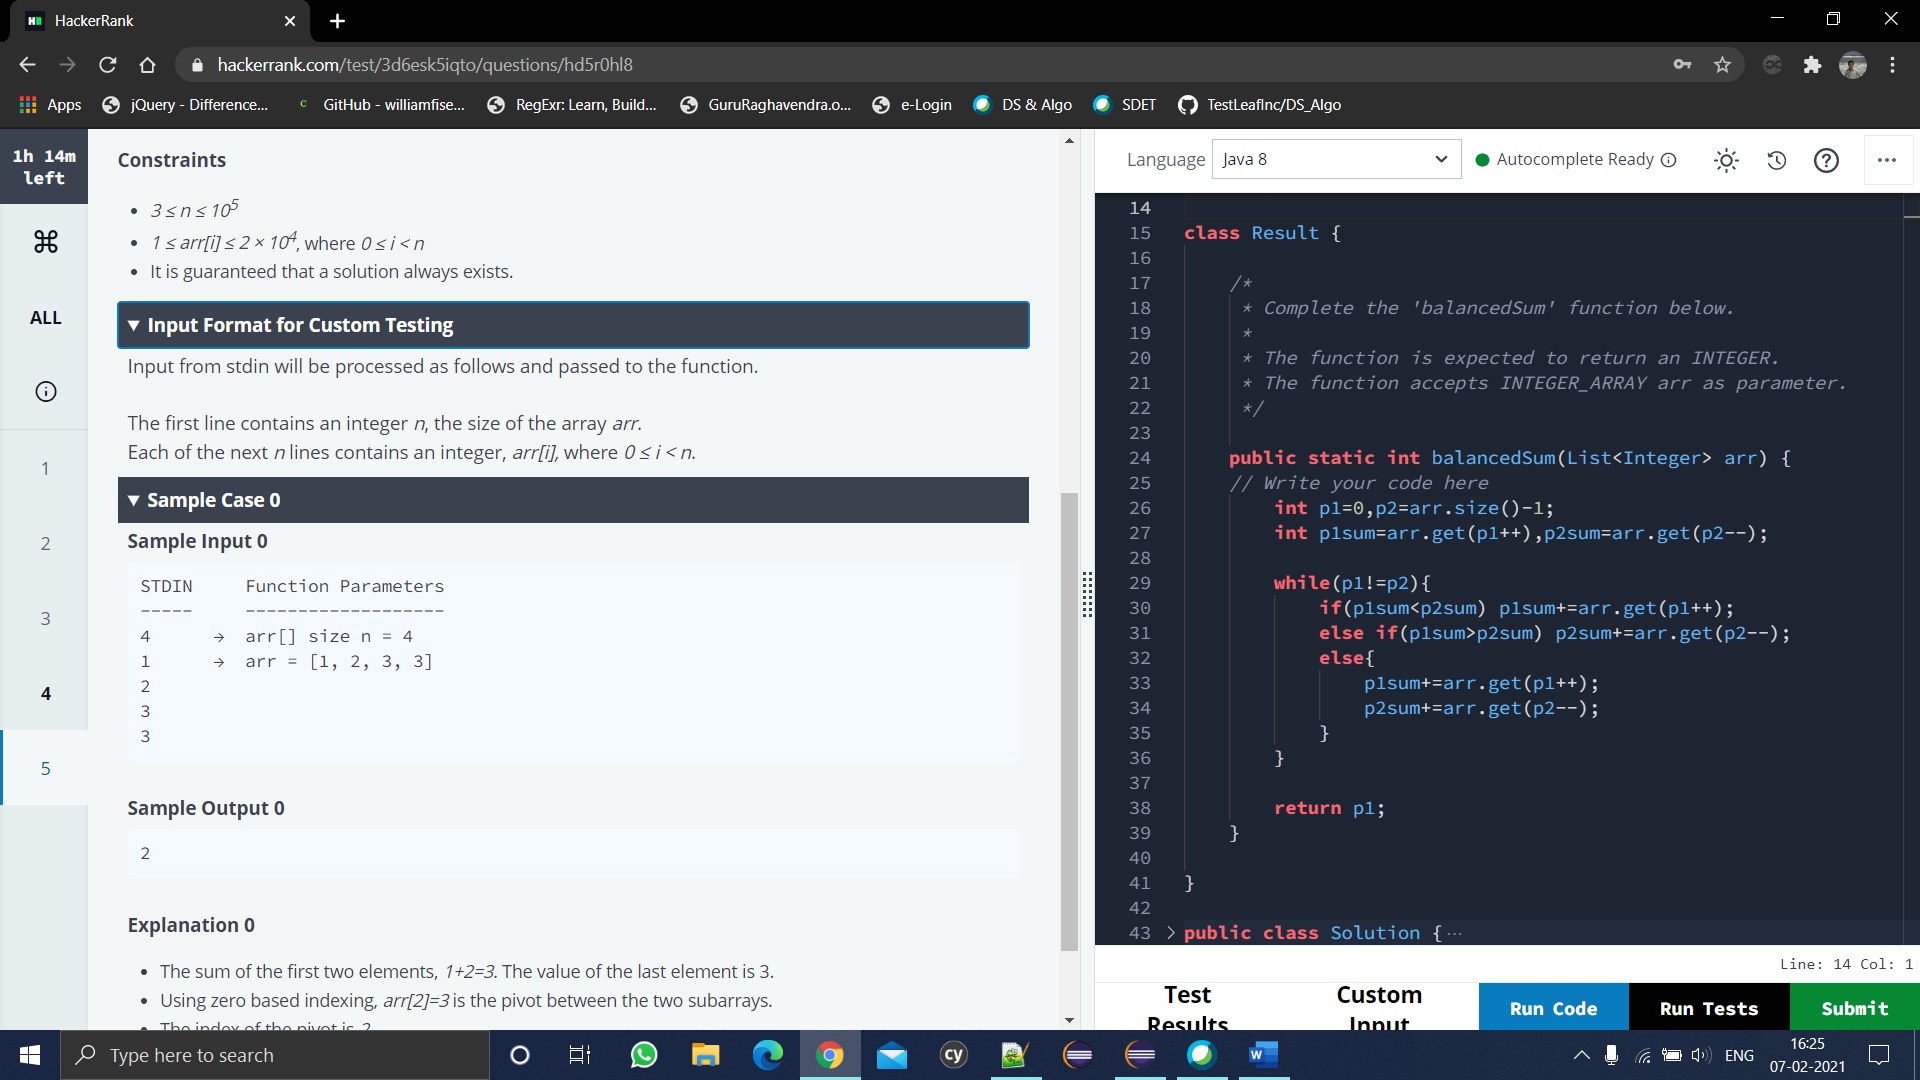 HackerRank
hackerrank.com/test/3d6esk5iqto/questions/hd5r0hl8
Apps jQuery - Difference... GitHub - williamfise... RegExr: Learn, Build... GuruRaghavendra.o... e-Login DS & Algo SDET TestLeafInc/DS_Algo
1h 14m
left
ALL
1
2
3
4
5
Constraints
• 3 ≤ n ≤ 10^5
• 1 ≤ arr[i] ≤ 2 × 10^4, where 0 ≤ i < n
• It is guaranteed that a solution always exists.
▼ Input Format for Custom Testing
Input from stdin will be processed as follows and passed to the function.
The first line contains an integer n, the size of the array arr.
Each of the next n lines contains an integer, arr[i], where 0 ≤ i < n.
▼ Sample Case 0
Sample Input 0
STDIN Function Parameters
----- -------------------
4 → arr[] size n = 4
1 → arr = [1, 2, 3, 3]
2
3
3
Sample Output 0
2
Explanation 0
• The sum of the first two elements, 1+2=3. The value of the last element is 3.
• Using zero based indexing, arr[2]=3 is the pivot between the two subarrays.
• The index of the pivot is 2.
Language Java 8 Autocomplete Ready
14
15 class Result {
16
17 /*
18 * Complete the 'balancedSum' function below.
19 *
20 * The function is expected to return an INTEGER.
21 * The function accepts INTEGER_ARRAY arr as parameter.
22 */
23
24 public static int balancedSum(List<Integer> arr) {
25 // Write your code here
26 int p1=0,p2=arr.size()-1;
27 int p1sum=arr.get(p1++),p2sum=arr.get(p2--);
28
29 while(p1!=p2){
30 if(p1sum<p2sum) p1sum+=arr.get(p1++);
31 else if(p1sum>p2sum) p2sum+=arr.get(p2--);
32 else{
33 p1sum+=arr.get(p1++);
34 p2sum+=arr.get(p2--);
35 }
36 }
37
38 return p1;
39 }
40
41 }
42
43 > public class Solution { ...
Line: 14 Col: 1
Test
Results
Custom
Input
Run Code
Run Tests
Submit
Type here to search
cy
W
ENG
16:25
07-02-2021